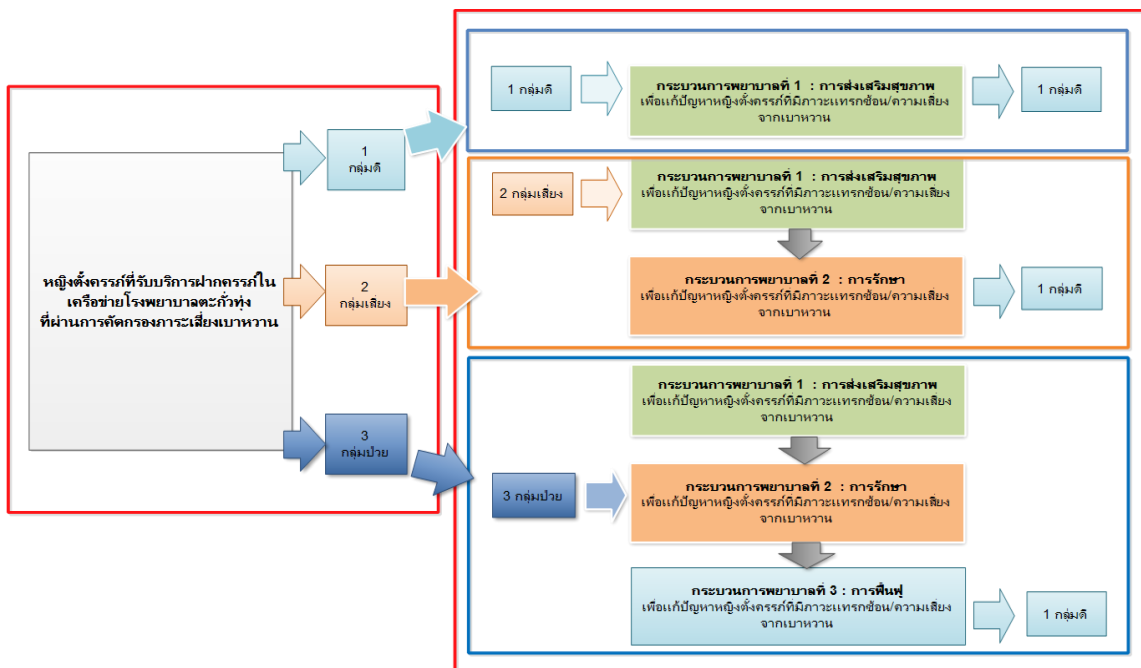 หญิงตั้งครรภ์ที่รับบริการฝากครรภ์ใน
เครือข่ายโรงพยาบาลตะกั่วทุ่ง
ที่ผ่านการคัดกรองภาระเสี่ยงเบาหวาน
1
กลุ่มดี
2
กลุ่มเสี่ยง
3
กลุ่มป่วย
1 กลุ่มดี
กระบวนการพยาบาลที่ 1 : การส่งเสริมสุขภาพ
เพื่อแก้ปัญหาหญิงตั้งครรภ์ที่มีภาวะแทรกซ้อน/ความเสี่ยง
จากเบาหวาน
1 กลุ่มดี
2 กลุ่มเสี่ยง
กระบวนการพยาบาลที่ 1 : การส่งเสริมสุขภาพ
เพื่อแก้ปัญหาหญิงตั้งครรภ์ที่มีภาวะแทรกซ้อน/ความเสี่ยง
จากเบาหวาน
กระบวนการพยาบาลที่ 2 : การรักษา
เพื่อแก้ปัญหาหญิงตั้งครรภ์ที่มีภาวะแทรกซ้อน/ความเสี่ยง
จากเบาหวาน
1 กลุ่มดี
กระบวนการพยาบาลที่ 1 : การส่งเสริมสุขภาพ
เพื่อแก้ปัญหาหญิงตั้งครรภ์ที่มีภาวะแทรกซ้อน/ความเสี่ยง
จากเบาหวาน
3 กลุ่มป่วย
กระบวนการพยาบาลที่ 2 : การรักษา
เพื่อแก้ปัญหาหญิงตั้งครรภ์ที่มีภาวะแทรกซ้อน/ความเสี่ยง
จากเบาหวาน
กระบวนการพยาบาลที่ 3 : การฟื้นฟู
เพื่อแก้ปัญหาหญิงตั้งครรภ์ที่มีภาวะแทรกซ้อน/ความเสี่ยง
จากเบาหวาน
1 กลุ่มดี